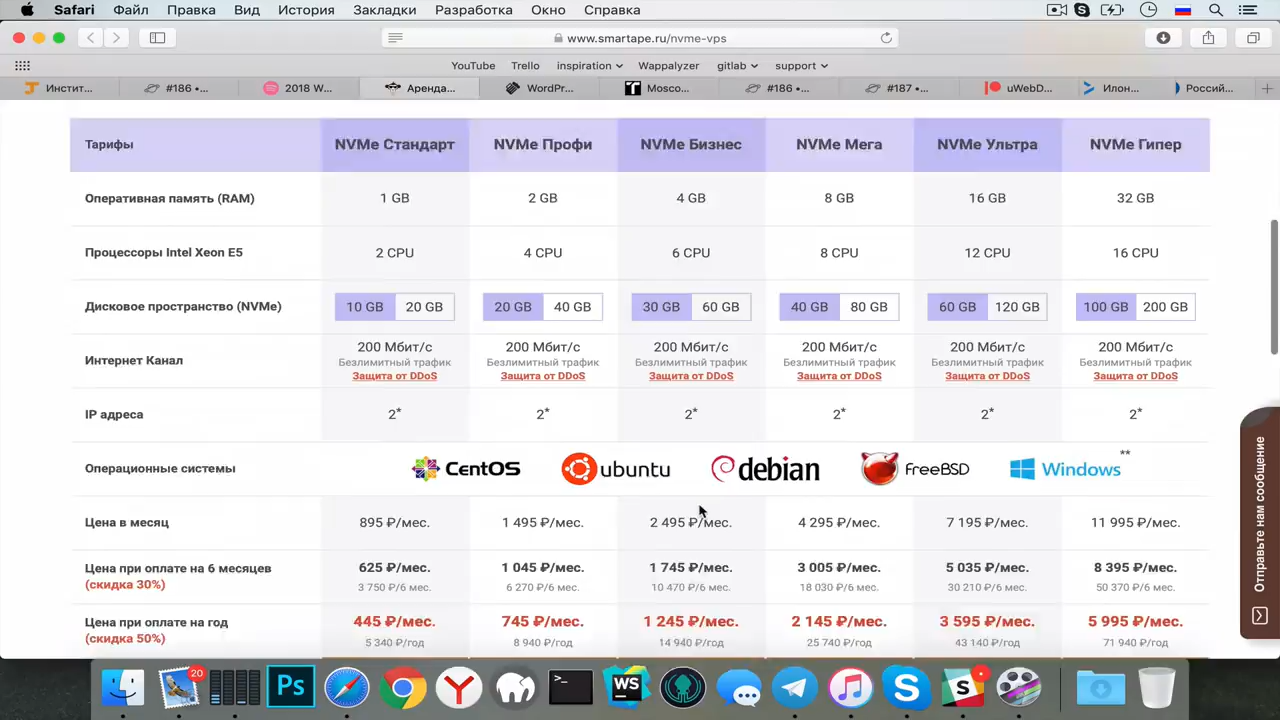 Safari Файл Правка Вид История Закладки Разработка Окно Справка
www.smartape.ru/nvme-vps
YouTube Trello inspiration Wappalyzer gitlab support
Инстит... #186 •... 2018 W... Аренда... WordPr... Mosco... #186 •... #187 •... uWebD... Илон... Россий...
Тарифы NVMe Стандарт NVMe Профи NVMe Бизнес NVMe Мега NVMe Ультра NVMe Гипер
Оперативная память (RAM) 1 GB 2 GB 4 GB 8 GB 16 GB 32 GB
Процессоры Intel Xeon E5 2 CPU 4 CPU 6 CPU 8 CPU 12 CPU 16 CPU
Дисковое пространство (NVMe) 10 GB 20 GB 20 GB 40 GB 30 GB 60 GB 40 GB 80 GB 60 GB 120 GB 100 GB 200 GB
Интернет Канал 200 Мбит/с 200 Мбит/с 200 Мбит/с 200 Мбит/с 200 Мбит/с 200 Мбит/с
Безлимитный трафик Безлимитный трафик Безлимитный трафик Безлимитный трафик Безлимитный трафик Безлимитный трафик
Защита от DDoS Защита от DDoS Защита от DDoS Защита от DDoS Защита от DDoS Защита от DDoS
IP адреса 2* 2* 2* 2* 2* 2*
Операционные системы CentOS ubuntu debian FreeBSD Windows **
Цена в месяц 895 ₽/мес. 1 495 ₽/мес. 2 495 ₽/мес. 4 295 ₽/мес. 7 195 ₽/мес. 11 995 ₽/мес.
Цена при оплате на 6 месяцев 625 ₽/мес. 1 045 ₽/мес. 1 745 ₽/мес. 3 005 ₽/мес. 5 035 ₽/мес. 8 395 ₽/мес.
(скидка 30%) 3 750 ₽/6 мес. 6 270 ₽/6 мес. 10 470 ₽/6 мес. 18 030 ₽/6 мес. 30 210 ₽/6 мес. 50 370 ₽/6 мес.
Цена при оплате на год 445 ₽/мес. 745 ₽/мес. 1 245 ₽/мес. 2 145 ₽/мес. 3 595 ₽/мес. 5 995 ₽/мес.
(скидка 50%) 5 340 ₽/год 8 940 ₽/год 14 940 ₽/год 25 740 ₽/год 43 140 ₽/год 71 940 ₽/год
Отправьте нам сообщение
20
Ps
WS